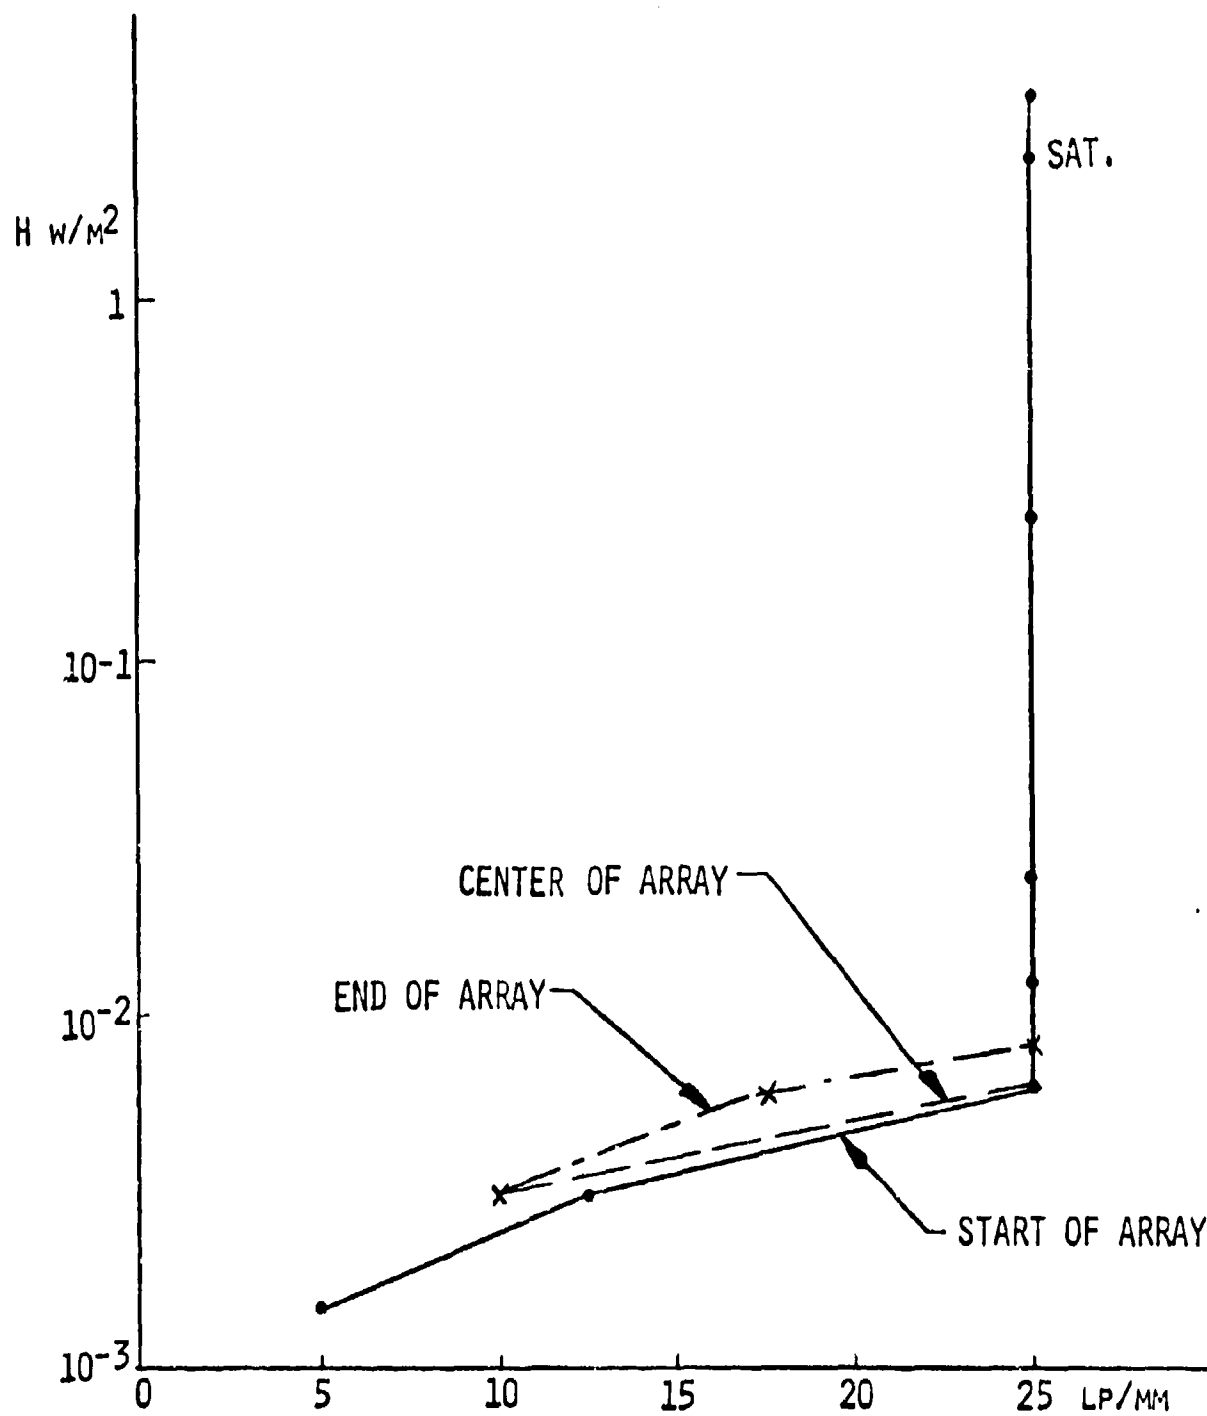 SAT.
H W/M²
1
10⁻¹
CENTER OF ARRAY
END OF ARRAY
10⁻²
START OF ARRAY
10⁻³
0 5 10 15 20 25 LP/MM